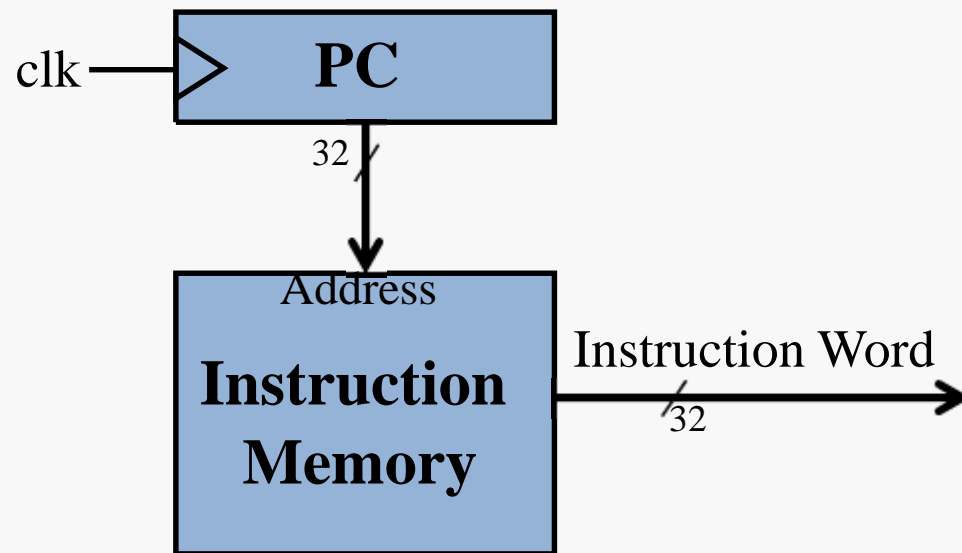 clk
PC
32
Address
Instruction
Memory
Instruction Word
32